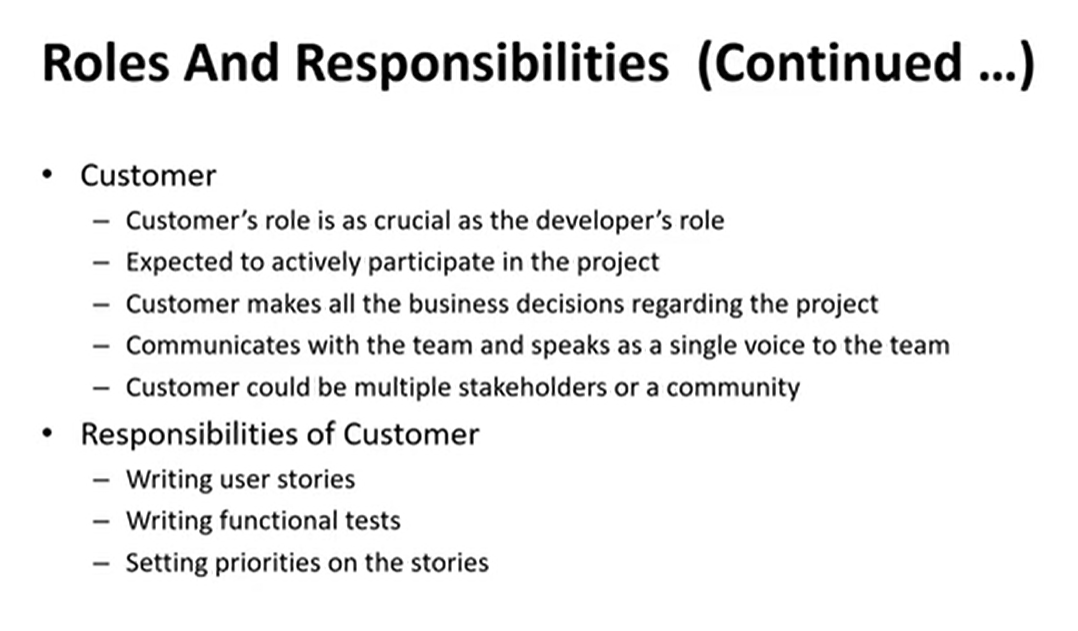 Roles And Responsibilities  (Continued …)
• Customer
– Customer’s role is as crucial as the developer’s role
– Expected to actively participate in the project
– Customer makes all the business decisions regarding the project
– Communicates with the team and speaks as a single voice to the team
– Customer could be multiple stakeholders or a community
• Responsibilities of Customer
– Writing user stories
– Writing functional tests
– Setting priorities on the stories